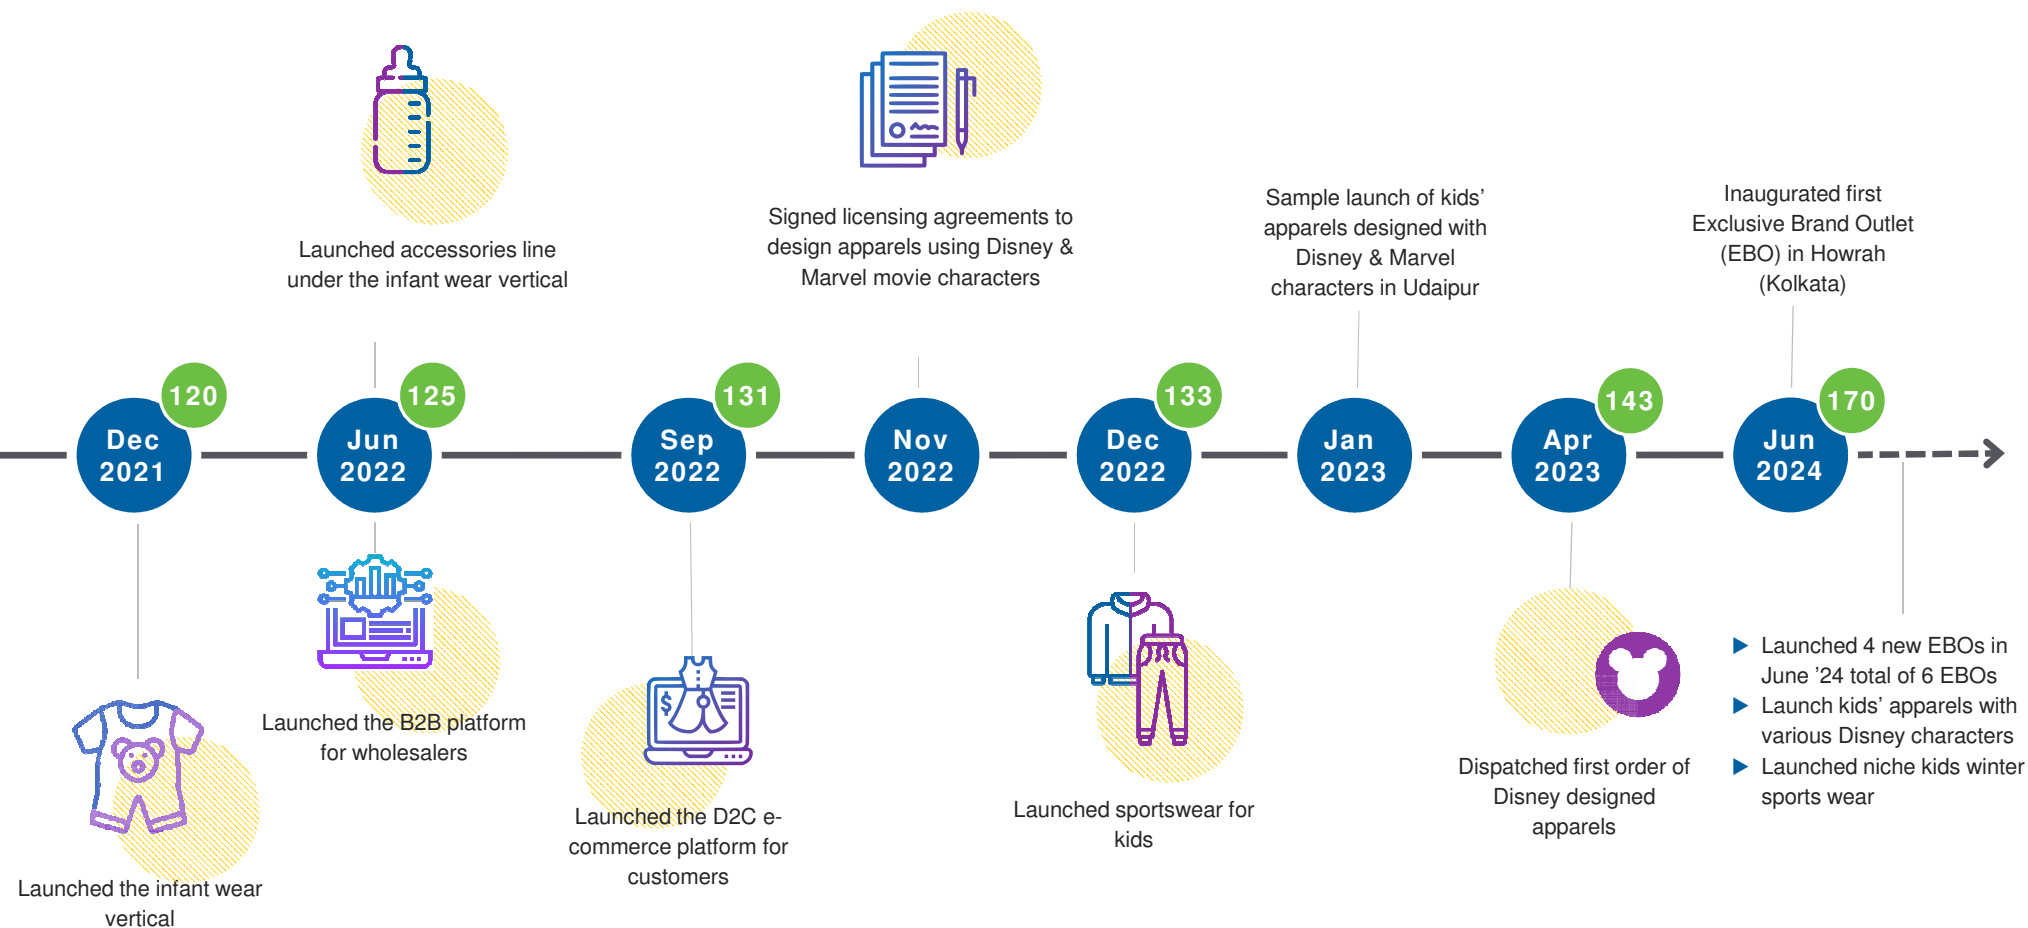 Launched accessories line
under the infant wear vertical
Signed licensing agreements to
design apparels using Disney &
Marvel movie characters
Sample launch of kids’
apparels designed with
Disney & Marvel
characters in Udaipur
Inaugurated first
Exclusive Brand Outlet
(EBO) in Howrah
(Kolkata)
120
Dec
2021
125
Jun
2022
131
Sep
2022
Nov
2022
133
Dec
2022
Jan
2023
143
Apr
2023
170
Jun
2024
Launched the infant wear
vertical
Launched the B2B platform
for wholesalers
$
Launched the D2C e-
commerce platform for
customers
Launched sportswear for
kids
Dispatched first order of
Disney designed
apparels
Launched 4 new EBOs in
June ’24 total of 6 EBOs
Launch kids’ apparels with
various Disney characters
Launched niche kids winter
sports wear